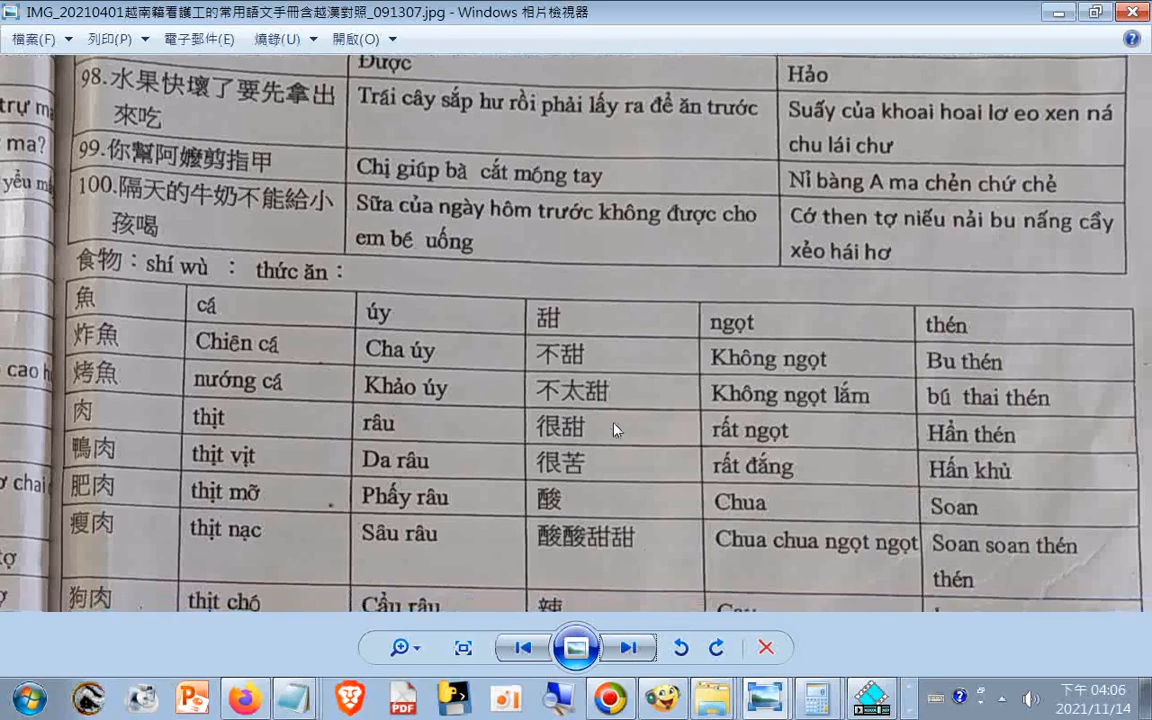 IMG_20210401越南籍看護工的常用語文手冊含越漢對照_091307.jpg - Windows 相片檢視器
檔案(F) 列印(P) 電子郵件(E) 燒錄(U) 開啟(O)
Được Hảo
98.水果快壞了要先拿出 Trái cây sắp hư rồi phải lấy ra để ăn trước Suấy của khoai hoai lơ eo xen ná
來吃 chu lái chư
99.你幫阿嬤剪指甲 Chị giúp bà cắt móng tay Nỉ bàng A ma chẻn chứ chẻ
100.隔天的牛奶不能給小 Sữa của ngày hôm trước không được cho Cớ then tợ niếu nải bu nấng cẩy
孩喝 em bé uống xẻo hái hơ
食物：shí wù ： thức ăn：
魚 cá úy 甜 ngọt thén
炸魚 Chiên cá Cha úy 不甜 Không ngọt Bu thén
烤魚 nướng cá Khảo úy 不太甜 Không ngọt lắm bú thai thén
肉 thịt râu 很甜 rất ngọt Hẩn thén
鴨肉 thịt vịt Da râu 很苦 rất đắng Hấn khủ
肥肉 thịt mỡ Phấy râu 酸 Chua Soan
瘦肉 thịt nạc Sâu râu 酸酸甜甜 Chua chua ngọt ngọt Soan soan thén
thén
狗肉 thịt chó Cẩu râu 辣
trự
ma?
yểu
cao
chai
tợ
PDF
下午 04:06
2021/11/14